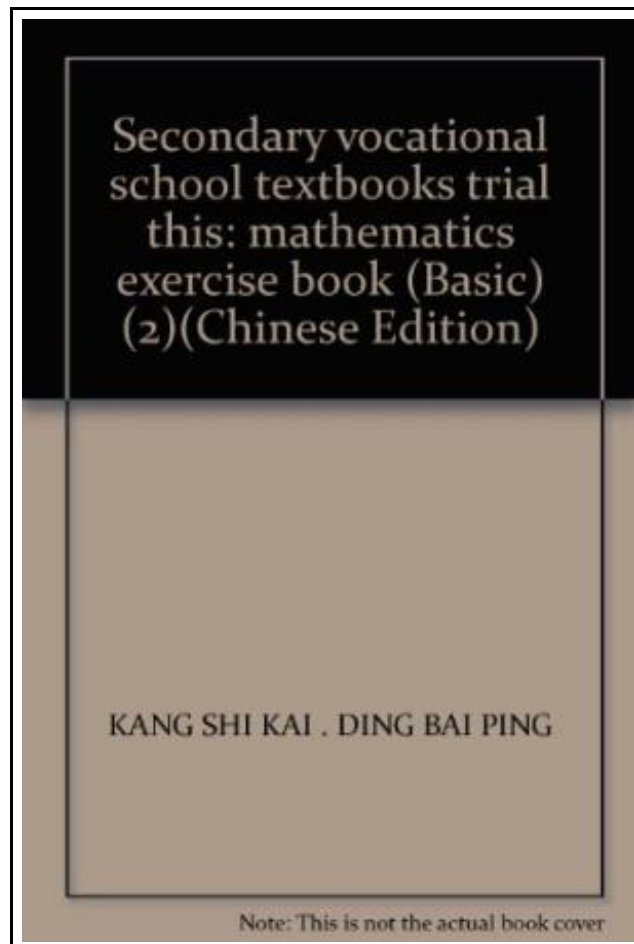 Secondary vocational
school textbooks trial
this: mathematics
exercise book (Basic)
(2)(Chinese Edition)
KANG SHI KAI . DING BAI PING
Note: This is not the actual book cover